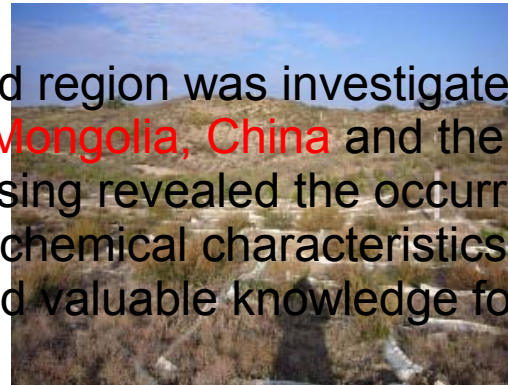 d region was investigate
Mongolia, China and the
sing revealed the occurr
chemical characteristics
d valuable knowledge fo